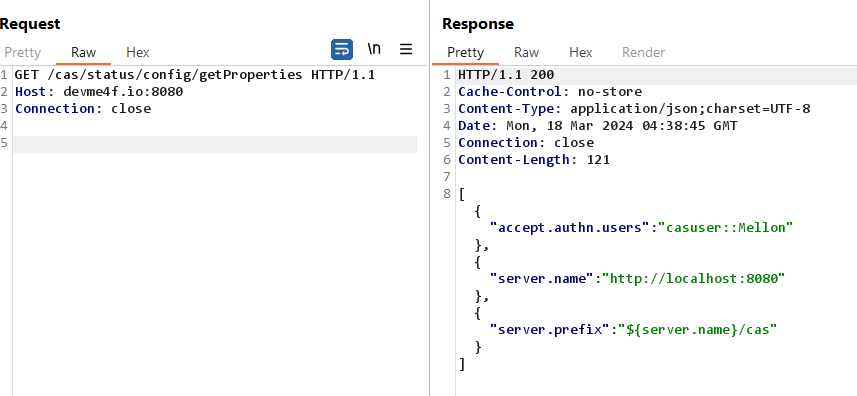 Request
Pretty Raw Hex \n
1 GET /cas/status/config/getProperties HTTP/1.1
2 Host: devme4f.io:8080
3 Connection: close
4
5
Response
Pretty Raw Hex Render
1 HTTP/1.1 200
2 Cache-Control: no-store
3 Content-Type: application/json;charset=UTF-8
4 Date: Mon, 18 Mar 2024 04:38:45 GMT
5 Connection: close
6 Content-Length: 121
7
8 [
{
"accept.authn.users":"casuser::Mellon"
},
{
"server.name":"http://localhost:8080"
},
{
"server.prefix":"${server.name}/cas"
}
]